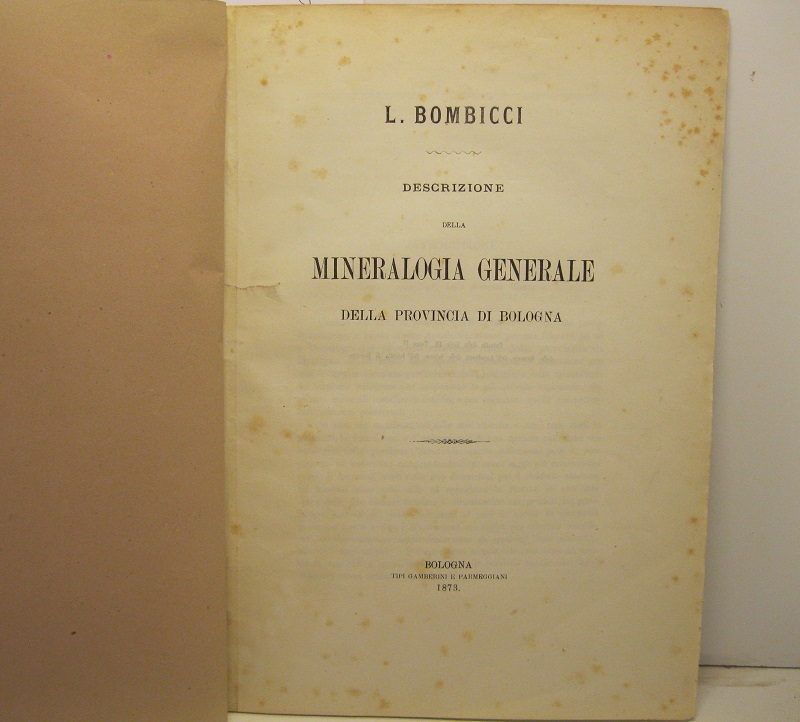 L. BOMBICCI
DESCRIZIONE
DELLA
MINERALOGIA GENERALE
DELLA PROVINCIA DI BOLOGNA
BOLOGNA
TIPI GAMBERINI E PARMEGGIANI
1873.